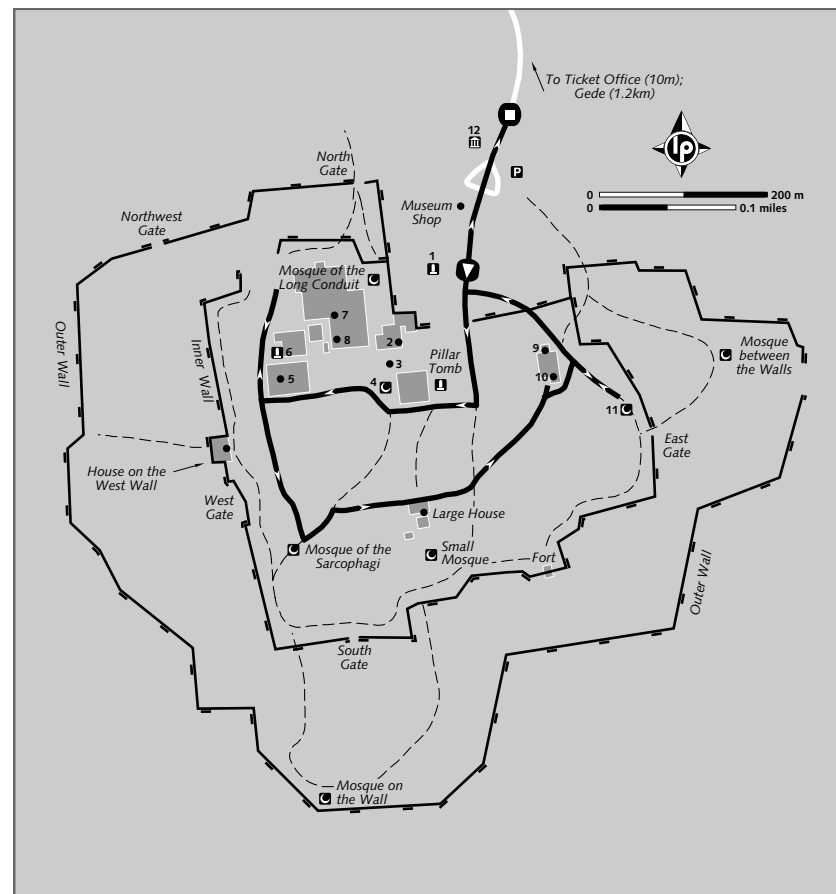 To Ticket Office (10m);
Gede (1.2km)
12
lp
P
North
Gate
0 200 m
0 0.1 miles
Museum
Shop
Northwest
Gate
1
Mosque of the
Long Conduit
7
Outer Wall
Inner Wall
8
2
9
Mosque
between
the Walls
6
3
Pillar
Tomb
5
4
10
11
East
Gate
House on the
West Wall
West
Gate
Large House
Mosque of the
Sarcophagi
Small
Mosque
Fort
Outer Wall
South
Gate
Mosque on
the Wall